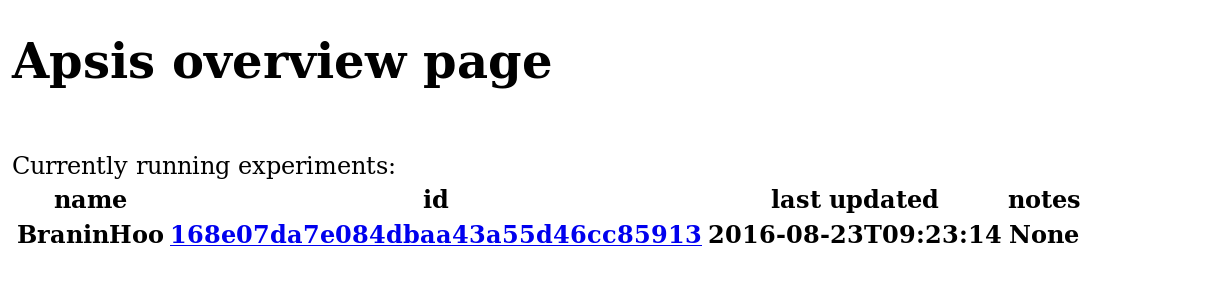 Apsis overview page
Currently running experiments:
name id last updated notes
BraninHoo 168e07da7e084dbaa43a55d46cc85913 2016-08-23T09:23:14 None